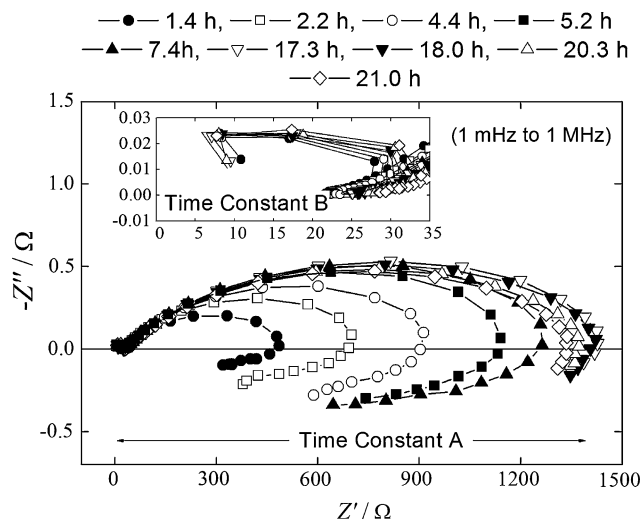 1.4 h, 2.2 h, 4.4 h, 5.2 h
7.4h, 17.3 h, 18.0 h, 20.3 h
21.0 h
1.5
1.0
0.5
0.0
-0.5
-Z'' / Ω
(1 mHz to 1 MHz)
0.03
0.02
0.01
0.00
-0.01
Time Constant B
0 5 10 15 20 25 30 35
Time Constant A
0 300 600 900 1200 1500
Z' / Ω